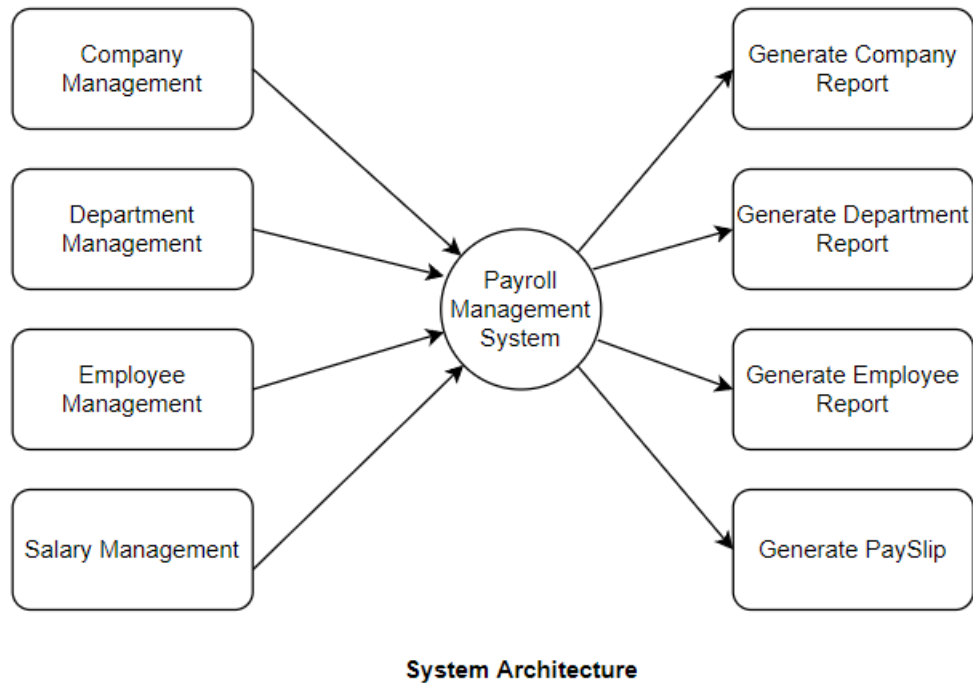 Company
Management
Department
Management
Employee
Management
Salary Management
Payroll
Management
System
Generate Company
Report
Generate Department
Report
Generate Employee
Report
Generate PaySlip
System Architecture